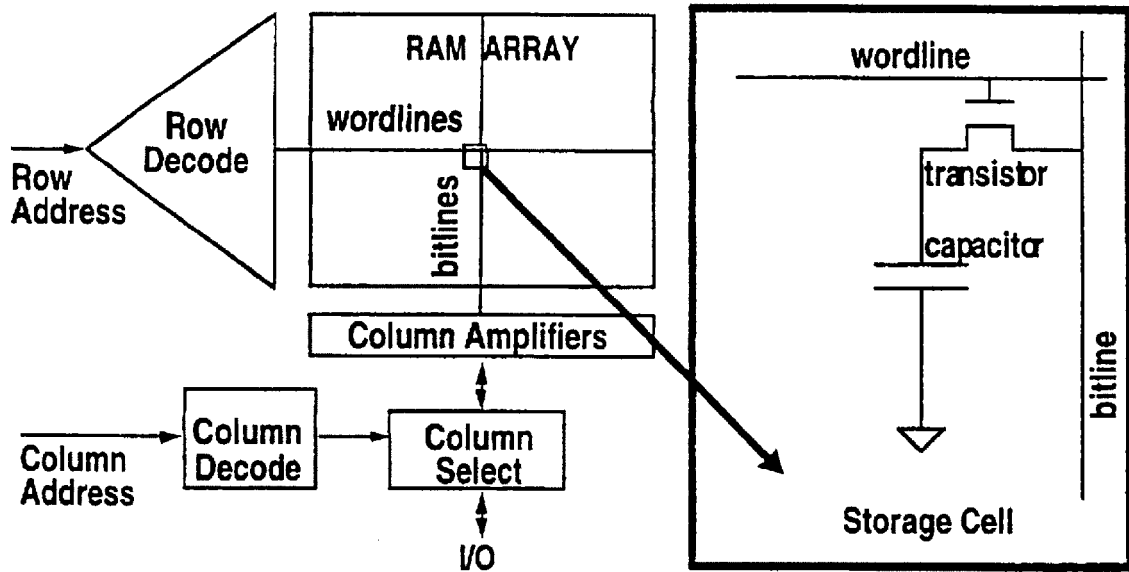 RAM ARRAY
wordlines
Row
Decode
Row
Address
bitlines
Column Amplifiers
Column
Decode
Column
Select
Column
Address
I/O
wordline
transistor
capacitor
bitline
Storage Cell